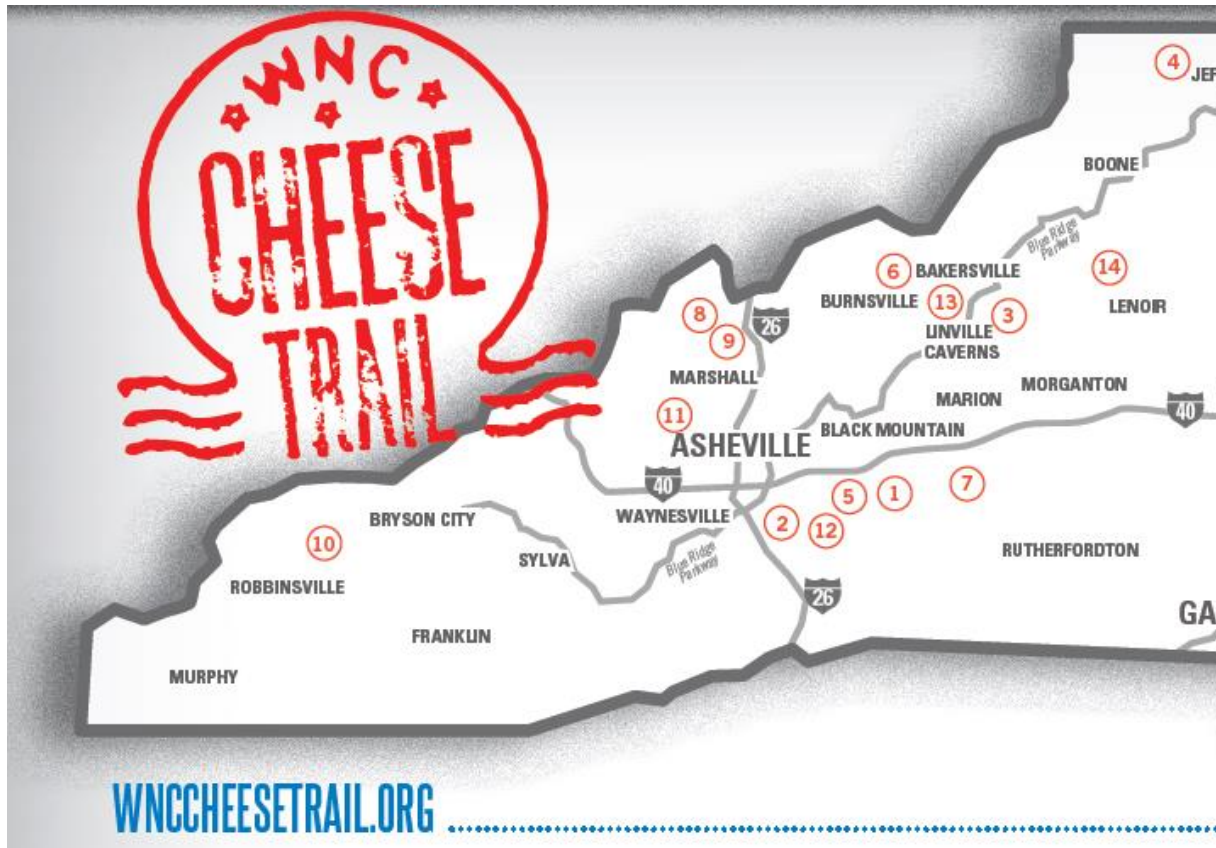 WNC
CHEESE
TRAIL
4
JEF
BOONE
Blue Ridge
Parkway
6
BAKERSVILLE
14
BURNSVILLE
13
3
LENOIR
8
26
9
LINVILLE
CAVERNS
MARSHALL
MORGANTON
MARION
11
40
BLACK MOUNTAIN
ASHEVILLE
40
7
5
1
WAYNESVILLE
2
12
BRYSON CITY
10
SYLVA
Blue Ridge
Parkway
RUTHERFORDTON
ROBBINSVILLE
26
GA
FRANKLIN
MURPHY
WNCCHEESETRAIL.ORG